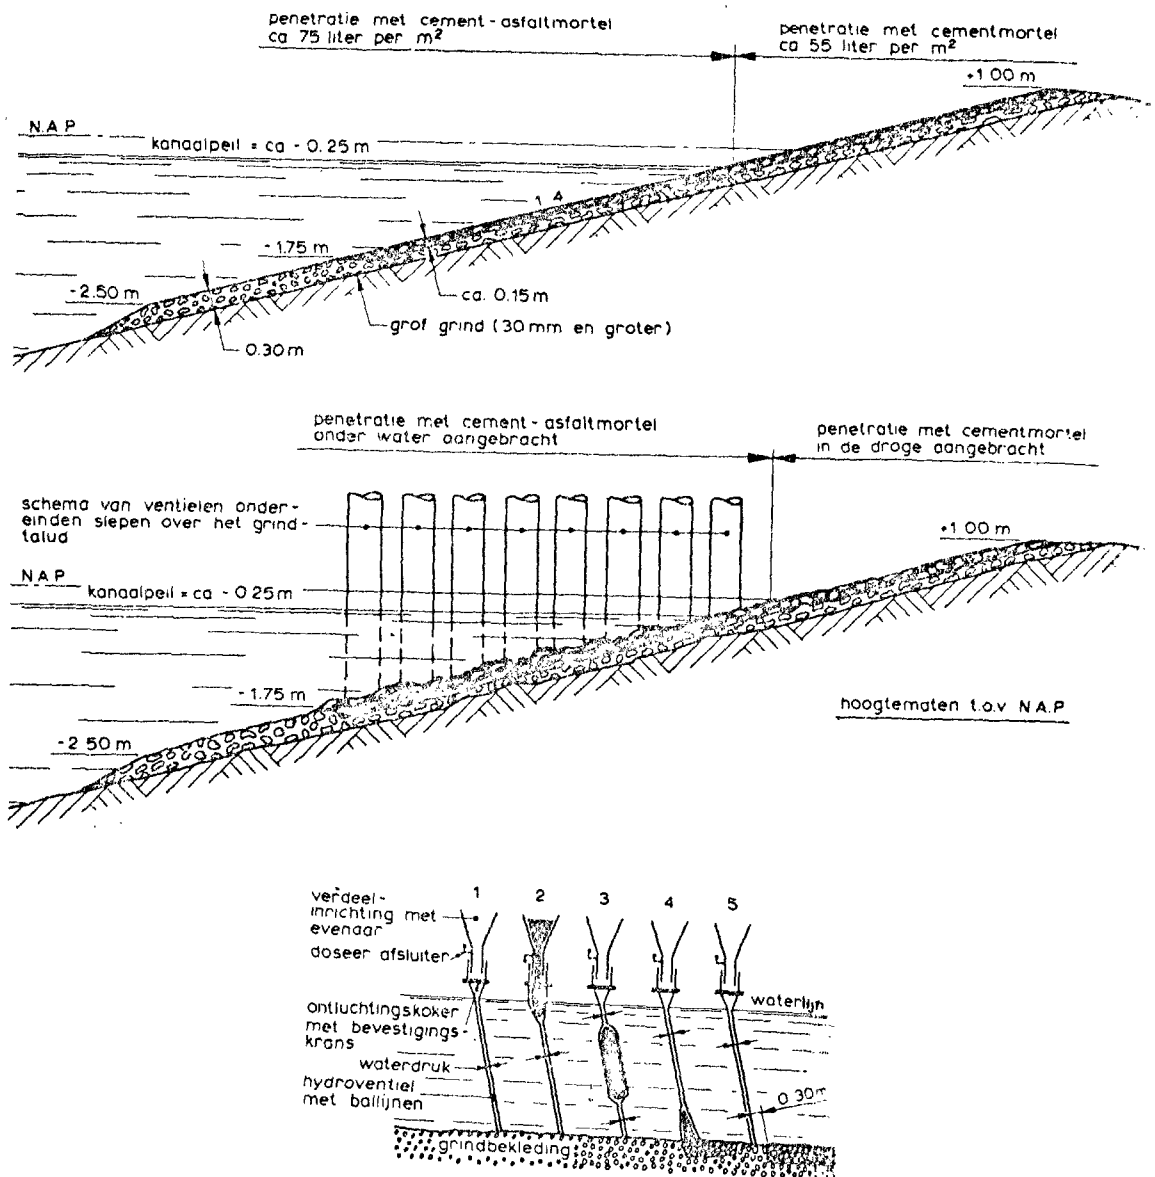 penetratie met cement-asfaltmortel
ca 75 liter per m²
penetratie met cementmortel
ca 55 liter per m²
+1.00 m
N.A.P
kanaalpeil = ca - 0.25 m
1 4
-1.75 m
-2.50 m
ca. 0.15 m
grof grind (30 mm en groter)
0.30 m
penetratie met cement-asfaltmortel
onder water aangebracht
penetratie met cementmortel
in de droge aangebracht
schema van ventielen onder-
einden slepen over het grind-
talud
+1.00 m
N.A.P.
kanaalpeil = ca - 0.25 m
-1.75 m
hoogtematen t.o.v N.A.P
-2.50 m
1 2 3 4 5
verdeel-
inrichting met
evenaar
doseer afsluiter
waterlijn
ontluchtingskoker
met bevestigings-
krans
waterdruk
hydroventiel
met ballijnen
0.30 m
grindbekleding